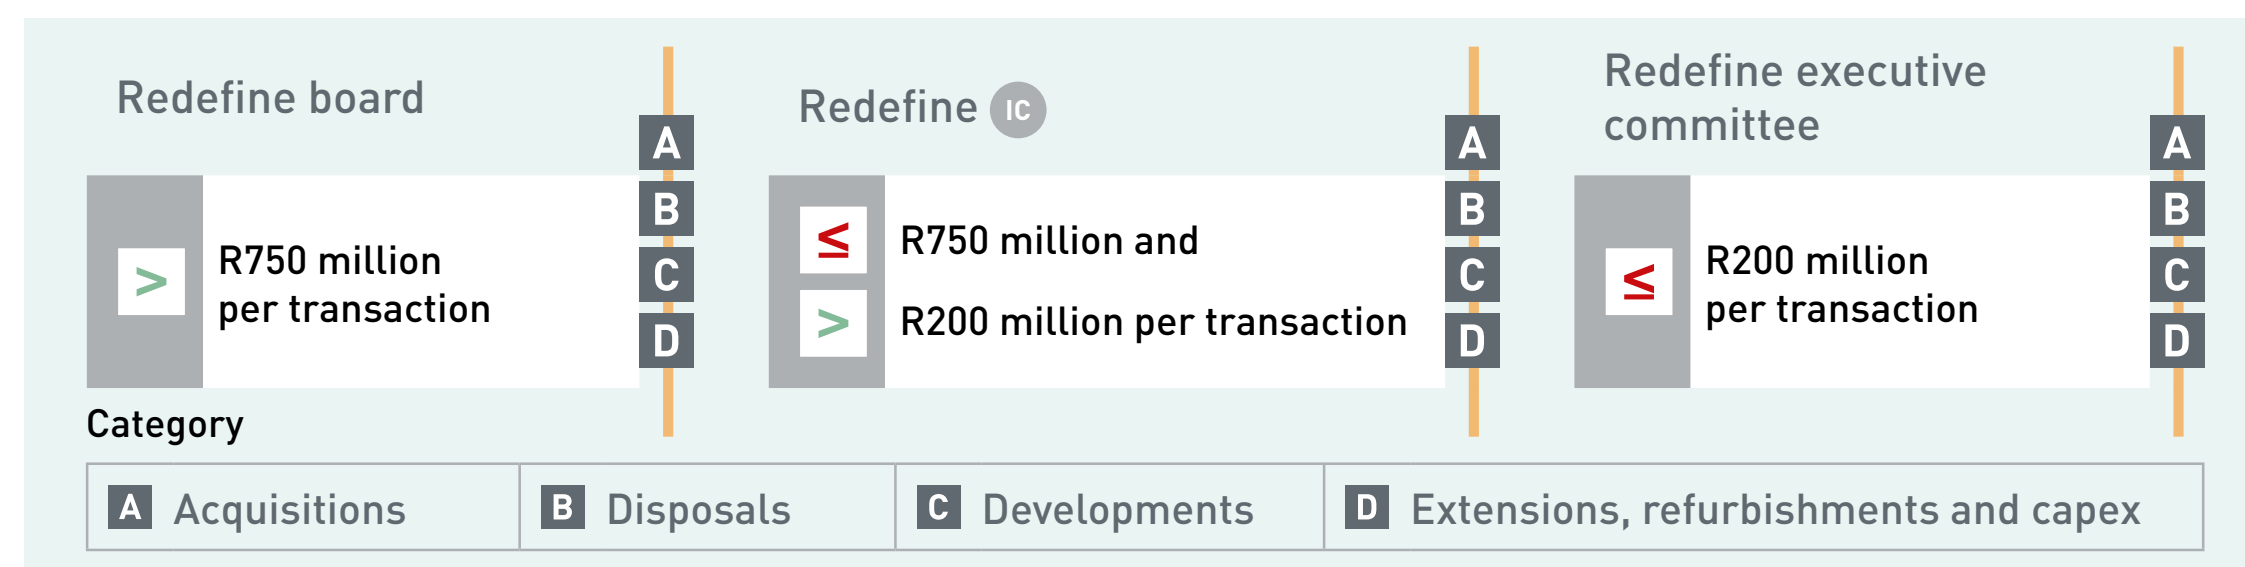 Redefine board
>
R750 million
per transaction
A
B
C
D
Redefine IC
≤ R750 million and
> R200 million per transaction
A
B
C
D
Redefine executive
committee
≤
R200 million
per transaction
A
B
C
D
Category
A Acquisitions
B Disposals
C Developments
D Extensions, refurbishments and capex